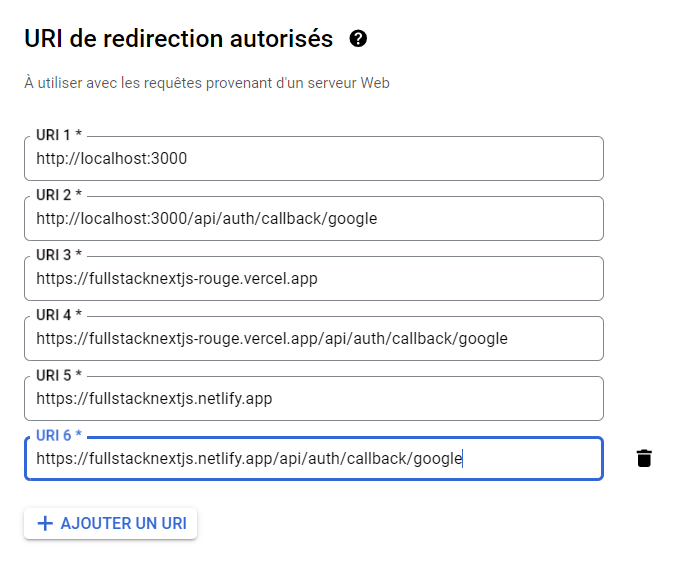 URI de redirection autorisés ?
À utiliser avec les requêtes provenant d'un serveur Web
URI 1 *
http://localhost:3000
URI 2 *
http://localhost:3000/api/auth/callback/google
URI 3 *
https://fullstacknextjs-rouge.vercel.app
URI 4 *
https://fullstacknextjs-rouge.vercel.app/api/auth/callback/google
URI 5 *
https://fullstacknextjs.netlify.app
URI 6 *
https://fullstacknextjs.netlify.app/api/auth/callback/google
+ AJOUTER UN URI